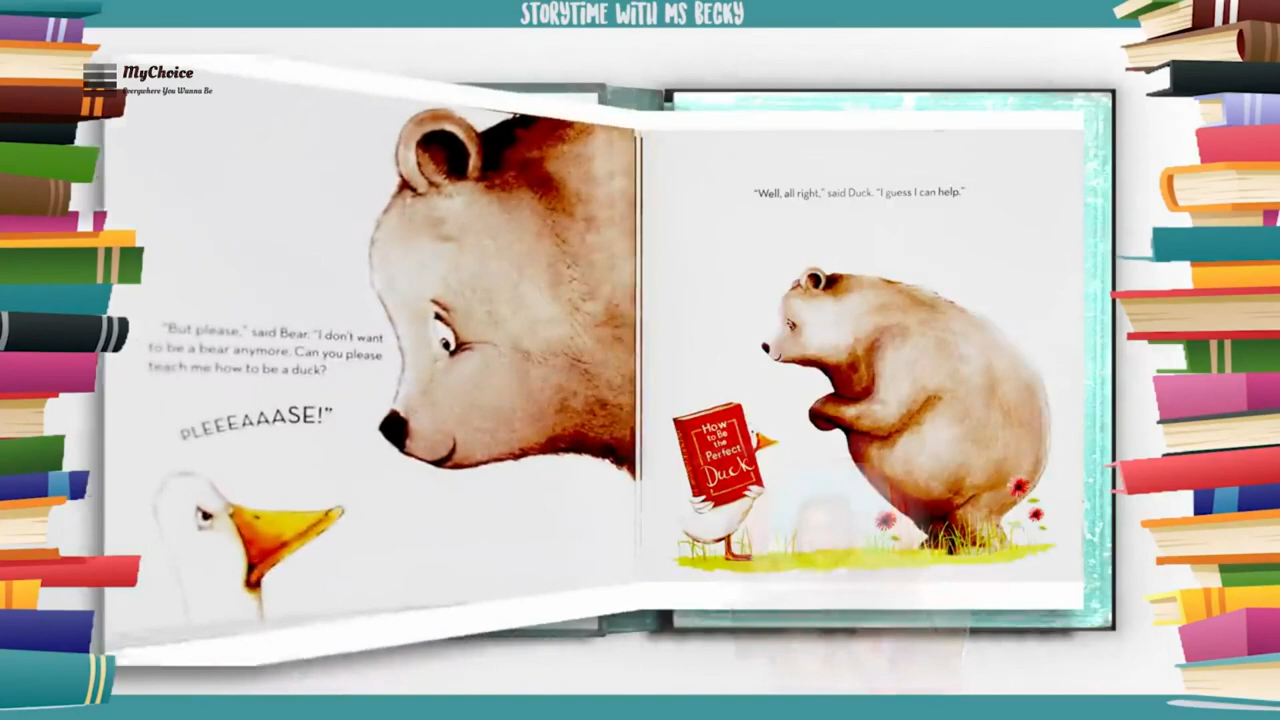 STORYTIME WITH MS BECKY
MyChoice
Everywhere You Wanna Be
"But please," said Bear. "I don't want
to be a bear anymore. Can you please
teach me how to be a duck?
PLEEEAAASE!"
"Well, all right," said Duck. "I guess I can help."
How
to Be
the
Perfect
Duck